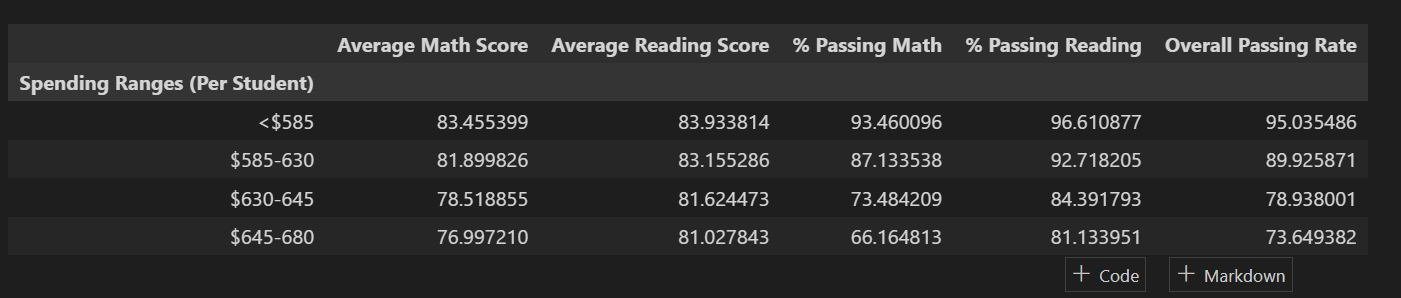 Average Math Score Average Reading Score % Passing Math % Passing Reading Overall Passing Rate
Spending Ranges (Per Student)
<$585 83.455399 83.933814 93.460096 96.610877 95.035486
$585-630 81.899826 83.155286 87.133538 92.718205 89.925871
$630-645 78.518855 81.624473 73.484209 84.391793 78.938001
$645-680 76.997210 81.027843 66.164813 81.133951 73.649382
+ Code + Markdown